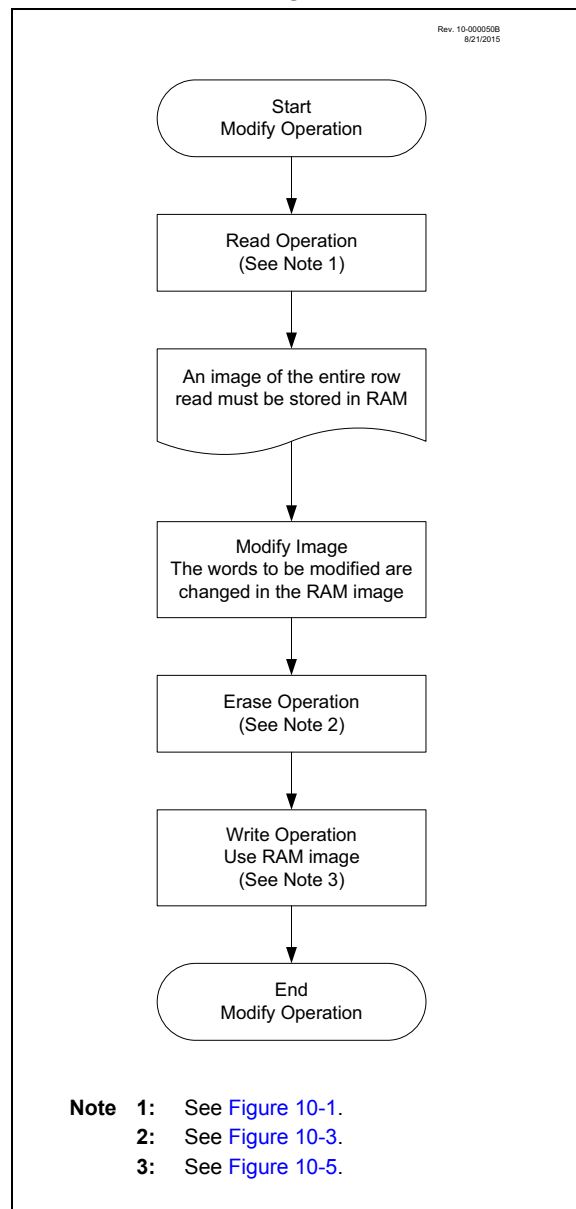 Rev. 10-000050B
8/21/2015
Start
Modify Operation
Read Operation
(See Note 1)
An image of the entire row
read must be stored in RAM
Modify Image
The words to be modified are
changed in the RAM image
Erase Operation
(See Note 2)
Write Operation
Use RAM image
(See Note 3)
End
Modify Operation
Note 1: See Figure 10-1.
2: See Figure 10-3.
3: See Figure 10-5.